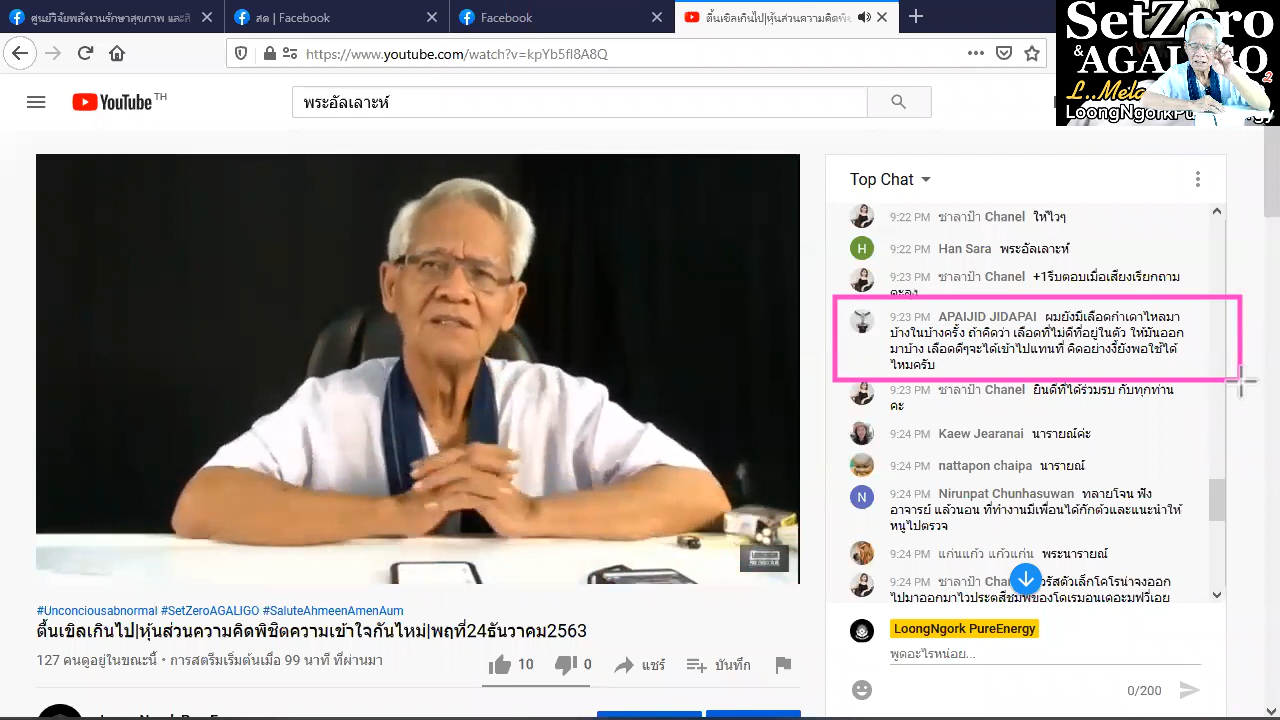 ศูนย์วิจัยพลังงานรักษาสุขภาพ และสิ
สด | Facebook
Facebook
ตื้นเขิลเกินไป|หุ้นส่วนความคิดพิช
https://www.youtube.com/watch?v=kpYb5fI8A8Q
SetZero
& AGALIGO
2
L..Mela
LoongNgorkPureEnergy
YouTube TH
พระอัลเลาะห์
Top Chat
9:22 PM ซาลาป้า Chanel ให้ไวๆ
H 9:22 PM Han Sara พระอัลเลาะห์
9:23 PM ซาลาป้า Chanel +1รีบตอบเมื่อเสียงเรียกถาม
คะลุง
9:23 PM APAIJID JIDAPAI ผมยังมีเลือดกำเดาไหลมา
บ้างในบ้างครั้ง ถ้าคิดว่า เลือดที่ไม่ดีที่อยู่ในตัว ให้มันออก
มาบ้าง เลือดดีๆจะได้เข้าไปแทนที่ คิดอย่างงี้ยังพอใช้ได้
ไหมครับ
9:23 PM ซาลาป้า Chanel ยินดีที่ได้ร่วมรบ กับทุกท่าน
คะ
9:24 PM Kaew Jearanai นารายณ์ค่ะ
9:24 PM nattapon chaipa นารายณ์
N 9:24 PM Nirunpat Chunhasuwan ทลายโจน ฟัง
อาจารย์ แล้วนอน ที่ทำงานมีเพื่อนได้กักตัวและแนะนำให้
หนูไปตรวจ
9:24 PM แก่นแก้ว แก้วแก่น พระนารายณ์
9:24 PM ซาลาป้า Chan วรัสตัวเล็กโคโรน่าจงออก
ไปมาออกมาไวประตูสีชมพูของโดเรมอนเดอะมูฟวี่เอย
LoongNgork PureEnergy
พูดอะไรหน่อย...
0/200
#Unconciousabnormal #SetZeroAGALIGO #SaluteAhmeenAmenAum
ตื้นเขิลเกินไป|หุ้นส่วนความคิดพิชิตความเข้าใจกันไหม่|พฤที่24ธันวาคม2563
127 คนดูอยู่ในขณะนี้ • การสตรีมเริ่มต้นเมื่อ 99 นาที ที่ผ่านมา
10 0 แชร์ บันทึก